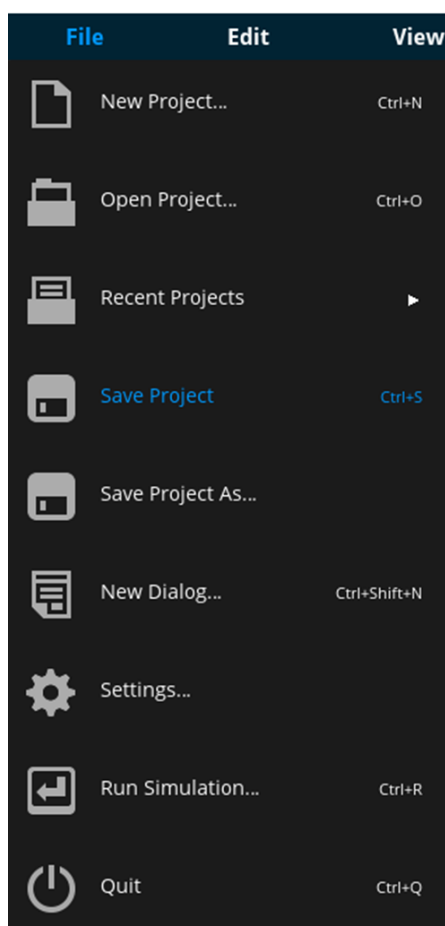 File Edit View
New Project... Ctrl+N
Open Project... Ctrl+O
Recent Projects
Save Project Ctrl+S
Save Project As...
New Dialog... Ctrl+Shift+N
Settings...
Run Simulation... Ctrl+R
Quit Ctrl+Q